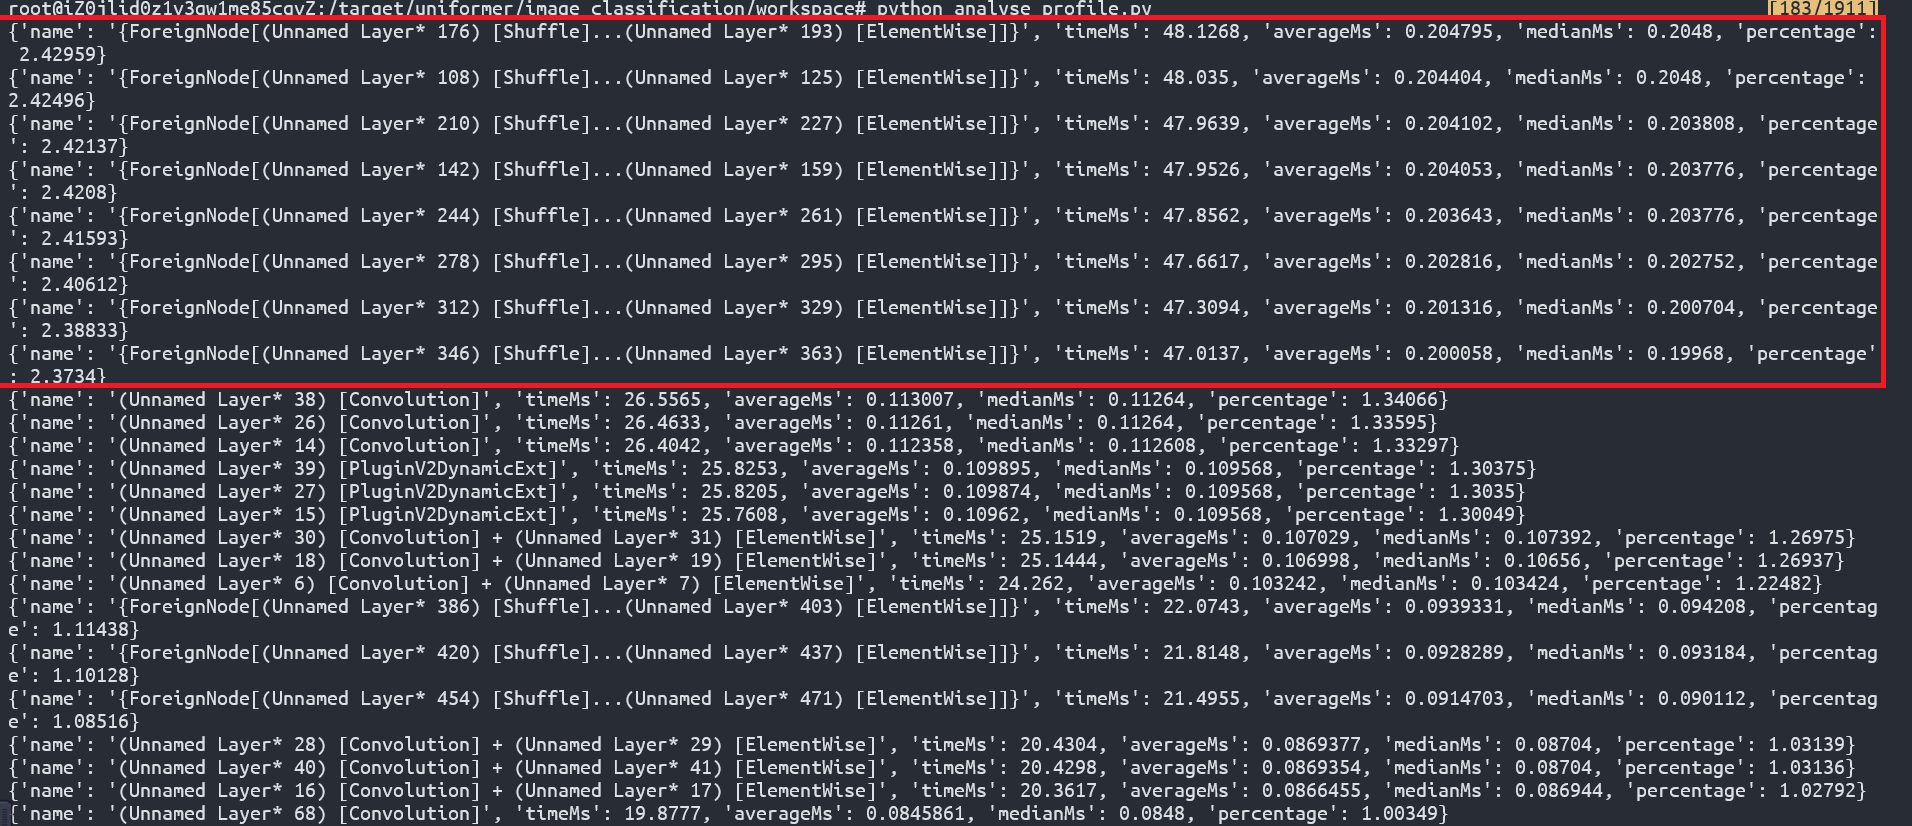 root@iZ0jlid0z1v3gw1me85cgvZ:/target/uniformer/image_classification/workspace# python analyse_profile.py [183/1911]
{'name': '{ForeignNode[(Unnamed Layer* 176) [Shuffle]...(Unnamed Layer* 193) [ElementWise]]}', 'timeMs': 48.1268, 'averageMs': 0.204795, 'medianMs': 0.2048, 'percentage':
 2.42959}
{'name': '{ForeignNode[(Unnamed Layer* 108) [Shuffle]...(Unnamed Layer* 125) [ElementWise]]}', 'timeMs': 48.035, 'averageMs': 0.204404, 'medianMs': 0.2048, 'percentage':
2.42496}
{'name': '{ForeignNode[(Unnamed Layer* 210) [Shuffle]...(Unnamed Layer* 227) [ElementWise]]}', 'timeMs': 47.9639, 'averageMs': 0.204102, 'medianMs': 0.203808, 'percentage
': 2.42137}
{'name': '{ForeignNode[(Unnamed Layer* 142) [Shuffle]...(Unnamed Layer* 159) [ElementWise]]}', 'timeMs': 47.9526, 'averageMs': 0.204053, 'medianMs': 0.203776, 'percentage
': 2.4208}
{'name': '{ForeignNode[(Unnamed Layer* 244) [Shuffle]...(Unnamed Layer* 261) [ElementWise]]}', 'timeMs': 47.8562, 'averageMs': 0.203643, 'medianMs': 0.203776, 'percentage
': 2.41593}
{'name': '{ForeignNode[(Unnamed Layer* 278) [Shuffle]...(Unnamed Layer* 295) [ElementWise]]}', 'timeMs': 47.6617, 'averageMs': 0.202816, 'medianMs': 0.202752, 'percentage
': 2.40612}
{'name': '{ForeignNode[(Unnamed Layer* 312) [Shuffle]...(Unnamed Layer* 329) [ElementWise]]}', 'timeMs': 47.3094, 'averageMs': 0.201316, 'medianMs': 0.200704, 'percentage
': 2.38833}
{'name': '{ForeignNode[(Unnamed Layer* 346) [Shuffle]...(Unnamed Layer* 363) [ElementWise]]}', 'timeMs': 47.0137, 'averageMs': 0.200058, 'medianMs': 0.19968, 'percentage'
: 2.3734}
{'name': '(Unnamed Layer* 38) [Convolution]', 'timeMs': 26.5565, 'averageMs': 0.113007, 'medianMs': 0.11264, 'percentage': 1.34066}
{'name': '(Unnamed Layer* 26) [Convolution]', 'timeMs': 26.4633, 'averageMs': 0.11261, 'medianMs': 0.11264, 'percentage': 1.33595}
{'name': '(Unnamed Layer* 14) [Convolution]', 'timeMs': 26.4042, 'averageMs': 0.112358, 'medianMs': 0.112608, 'percentage': 1.33297}
{'name': '(Unnamed Layer* 39) [PluginV2DynamicExt]', 'timeMs': 25.8253, 'averageMs': 0.109895, 'medianMs': 0.109568, 'percentage': 1.30375}
{'name': '(Unnamed Layer* 27) [PluginV2DynamicExt]', 'timeMs': 25.8205, 'averageMs': 0.109874, 'medianMs': 0.109568, 'percentage': 1.3035}
{'name': '(Unnamed Layer* 15) [PluginV2DynamicExt]', 'timeMs': 25.7608, 'averageMs': 0.10962, 'medianMs': 0.109568, 'percentage': 1.30049}
{'name': '(Unnamed Layer* 30) [Convolution] + (Unnamed Layer* 31) [ElementWise]', 'timeMs': 25.1519, 'averageMs': 0.107029, 'medianMs': 0.107392, 'percentage': 1.26975}
{'name': '(Unnamed Layer* 18) [Convolution] + (Unnamed Layer* 19) [ElementWise]', 'timeMs': 25.1444, 'averageMs': 0.106998, 'medianMs': 0.10656, 'percentage': 1.26937}
{'name': '(Unnamed Layer* 6) [Convolution] + (Unnamed Layer* 7) [ElementWise]', 'timeMs': 24.262, 'averageMs': 0.103242, 'medianMs': 0.103424, 'percentage': 1.22482}
{'name': '{ForeignNode[(Unnamed Layer* 386) [Shuffle]...(Unnamed Layer* 403) [ElementWise]]}', 'timeMs': 22.0743, 'averageMs': 0.0939331, 'medianMs': 0.094208, 'percentag
e': 1.11438}
{'name': '{ForeignNode[(Unnamed Layer* 420) [Shuffle]...(Unnamed Layer* 437) [ElementWise]]}', 'timeMs': 21.8148, 'averageMs': 0.0928289, 'medianMs': 0.093184, 'percentag
e': 1.10128}
{'name': '{ForeignNode[(Unnamed Layer* 454) [Shuffle]...(Unnamed Layer* 471) [ElementWise]]}', 'timeMs': 21.4955, 'averageMs': 0.0914703, 'medianMs': 0.090112, 'percentag
e': 1.08516}
{'name': '(Unnamed Layer* 28) [Convolution] + (Unnamed Layer* 29) [ElementWise]', 'timeMs': 20.4304, 'averageMs': 0.0869377, 'medianMs': 0.08704, 'percentage': 1.03139}
{'name': '(Unnamed Layer* 40) [Convolution] + (Unnamed Layer* 41) [ElementWise]', 'timeMs': 20.4298, 'averageMs': 0.0869354, 'medianMs': 0.08704, 'percentage': 1.03136}
{'name': '(Unnamed Layer* 16) [Convolution] + (Unnamed Layer* 17) [ElementWise]', 'timeMs': 20.3617, 'averageMs': 0.0866455, 'medianMs': 0.086944, 'percentage': 1.02792}
{'name': '(Unnamed Layer* 68) [Convolution]', 'timeMs': 19.8777, 'averageMs': 0.0845861, 'medianMs': 0.0848, 'percentage': 1.00349}